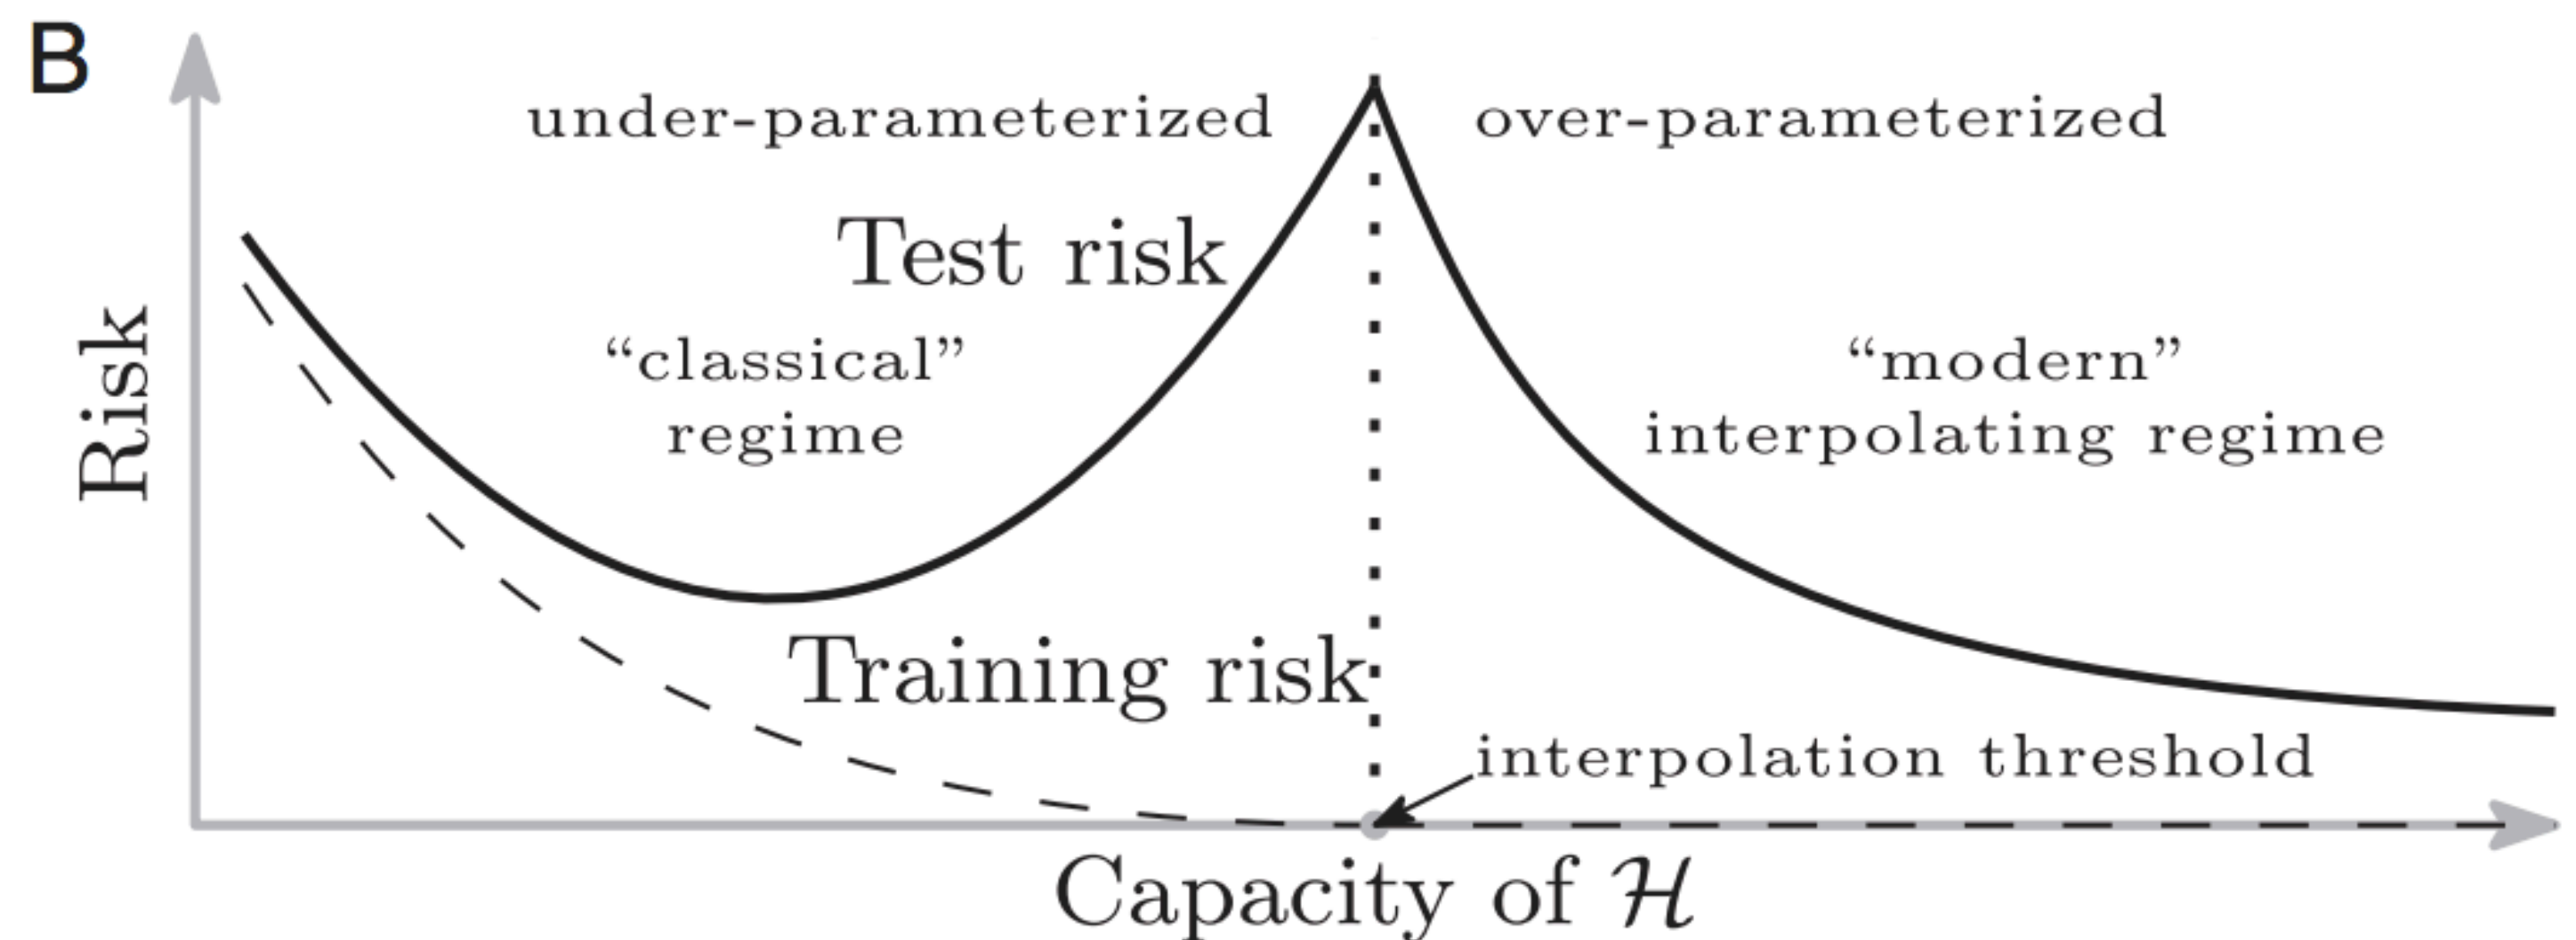 B
under-parameterized
over-parameterized
Test risk
“classical”
regime
“modern”
interpolating regime
Risk
Training risk
interpolation threshold
Capacity of ℋ